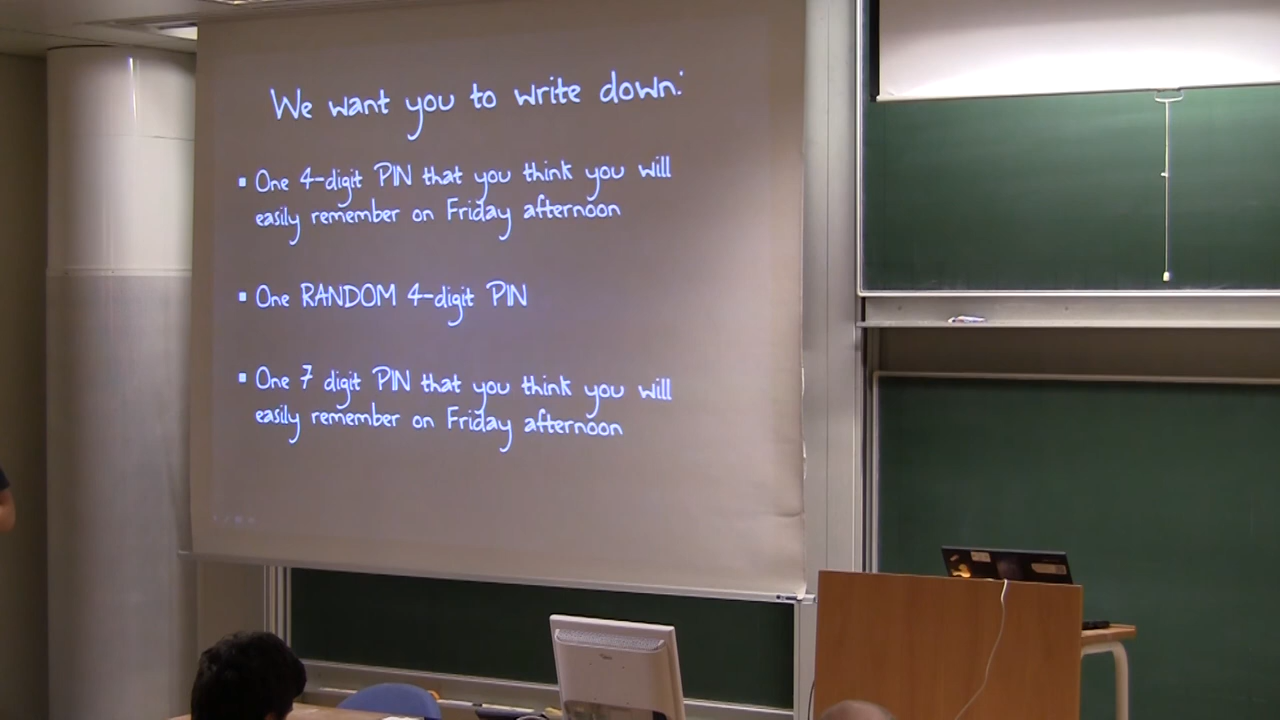 We want you to write down:
▪ One 4-digit PIN that you think you will
easily remember on Friday afternoon
▪ One RANDOM 4-digit PIN
▪ One 7 digit PIN that you think you will
easily remember on Friday afternoon